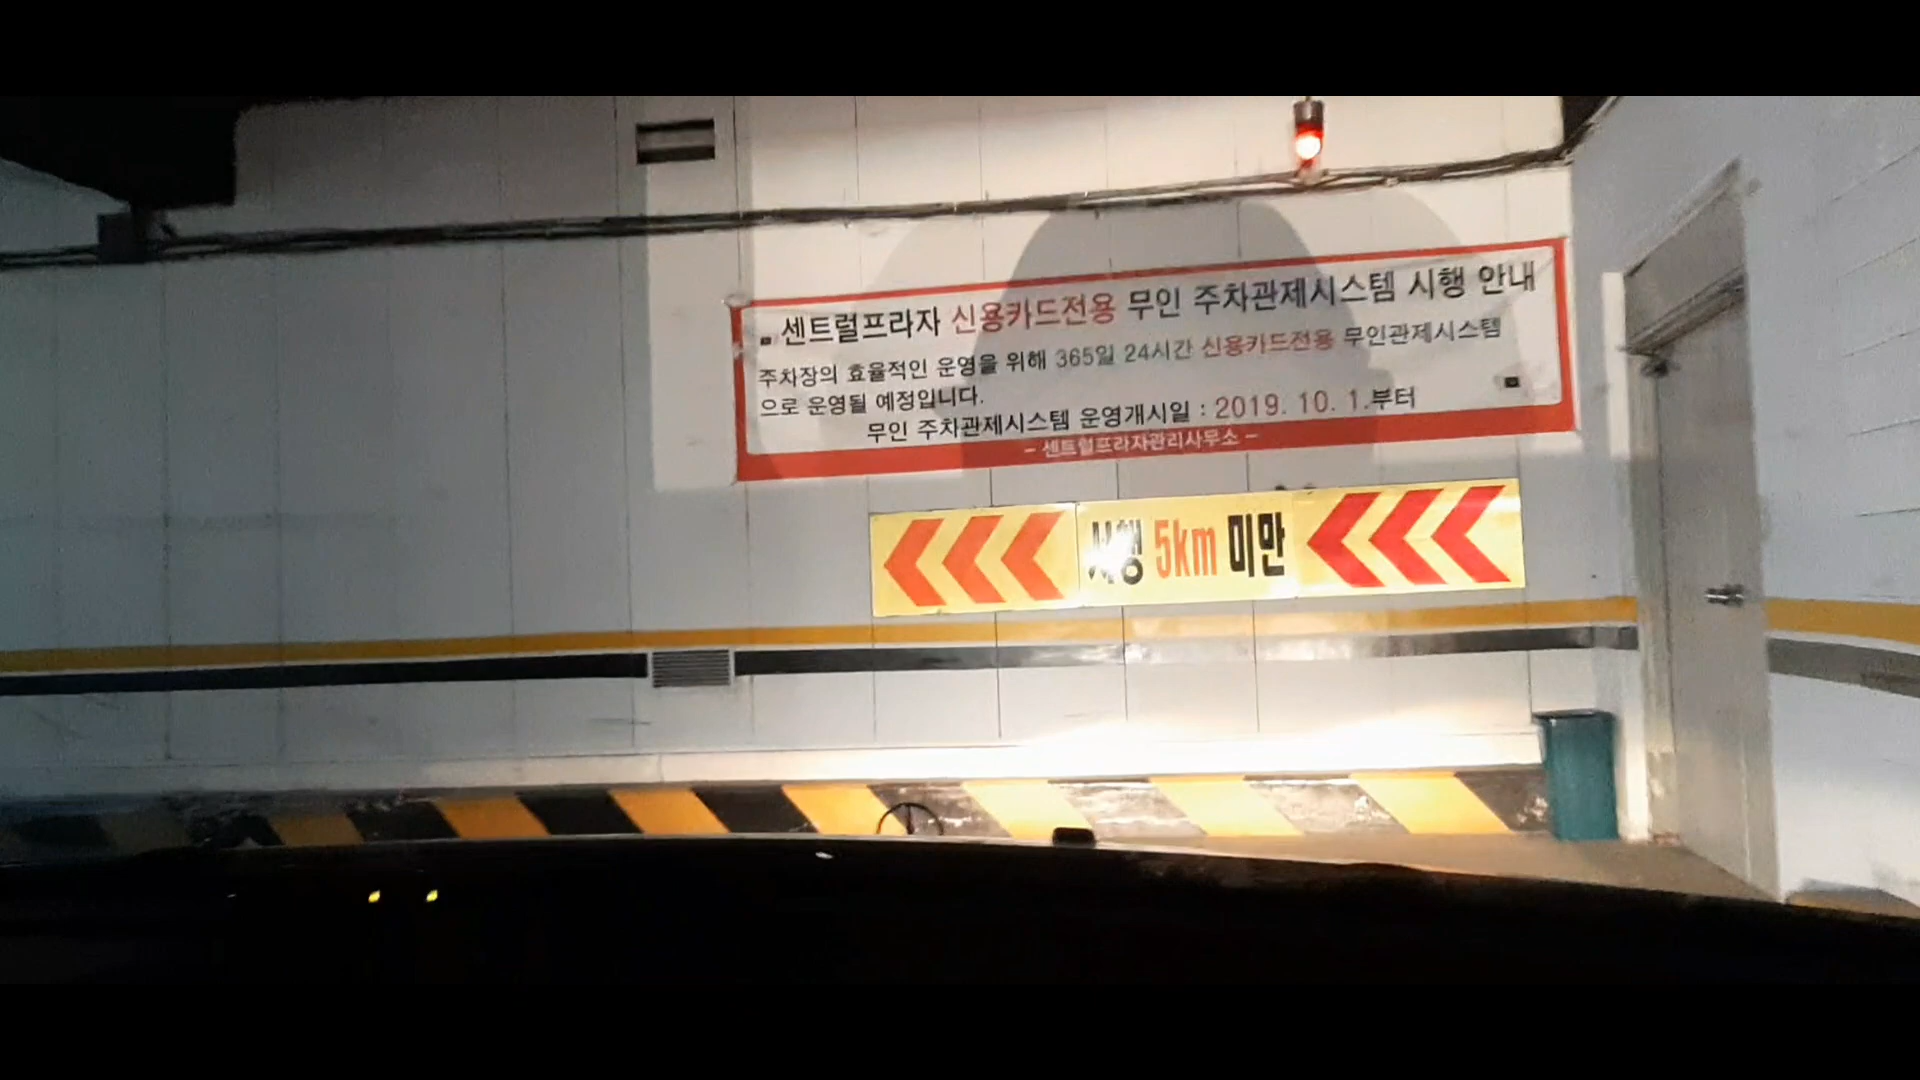 센트럴프라자 신용카드전용 무인 주차관제시스템 시행 안내
주차장의 효율적인 운영을 위해 365일 24시간 신용카드전용 무인관제시스템
으로 운영될 예정입니다.
무인 주차관제시스템 운영개시일 : 2019. 10. 1.부터
- 센트럴프라자관리사무소 -
서행 5km 미만